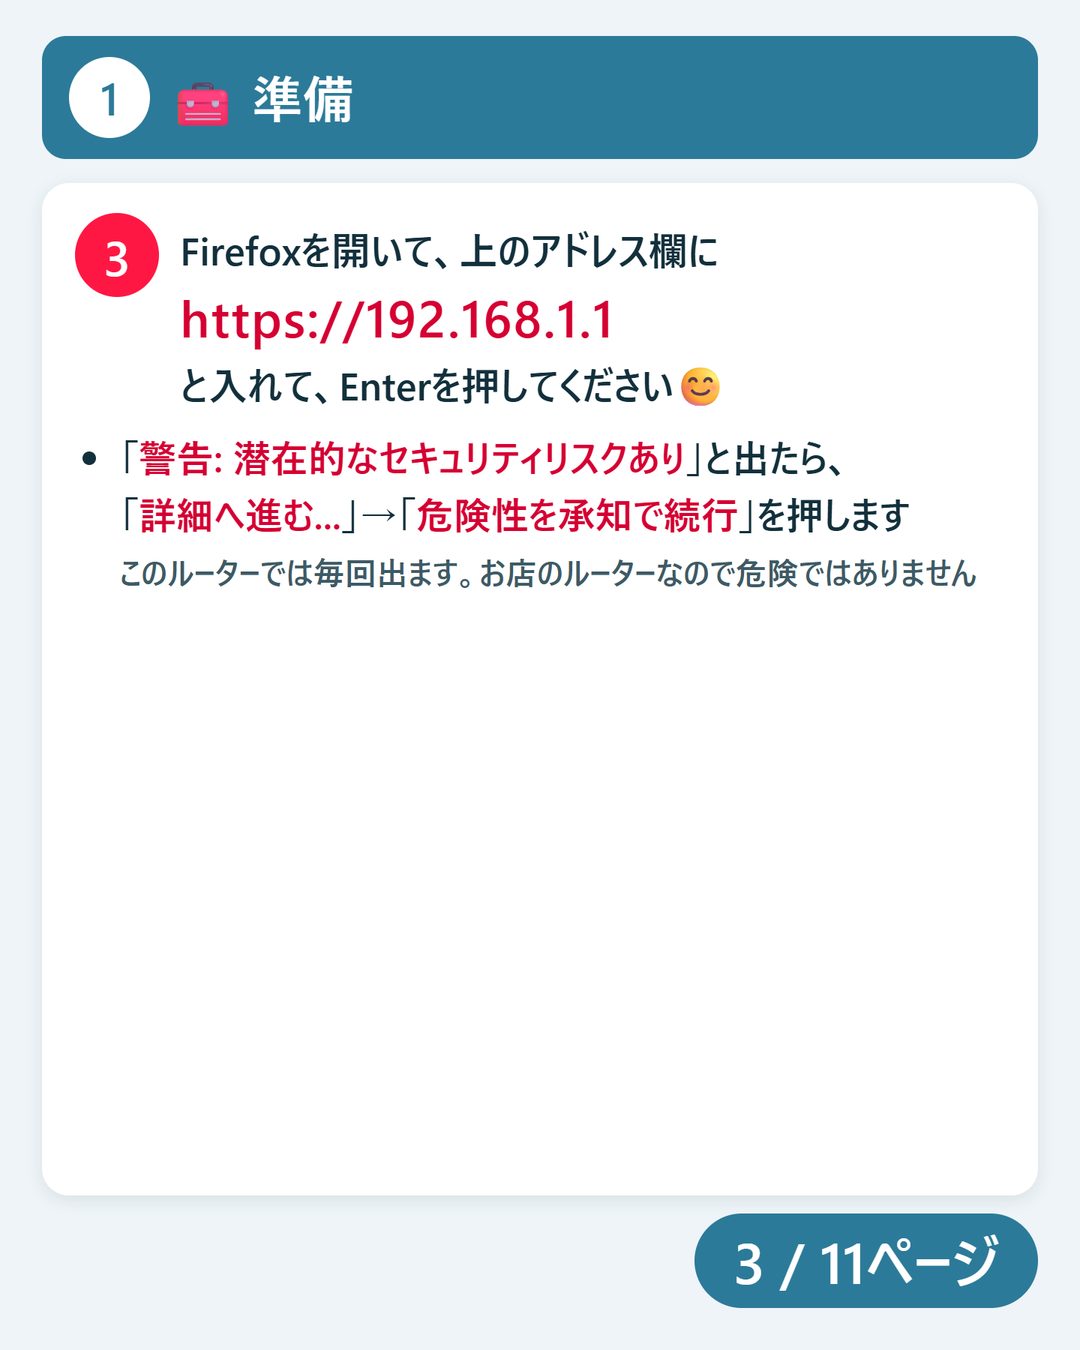 1 準備
3 Firefoxを開いて、上のアドレス欄に
https://192.168.1.1
と入れて、Enterを押してください😊
• 「警告: 潜在的なセキュリティリスクあり」と出たら、
「詳細へ進む...」→「危険性を承知で続行」を押します
このルーターでは毎回出ます。お店のルーターなので危険ではありません
3 / 11ページ